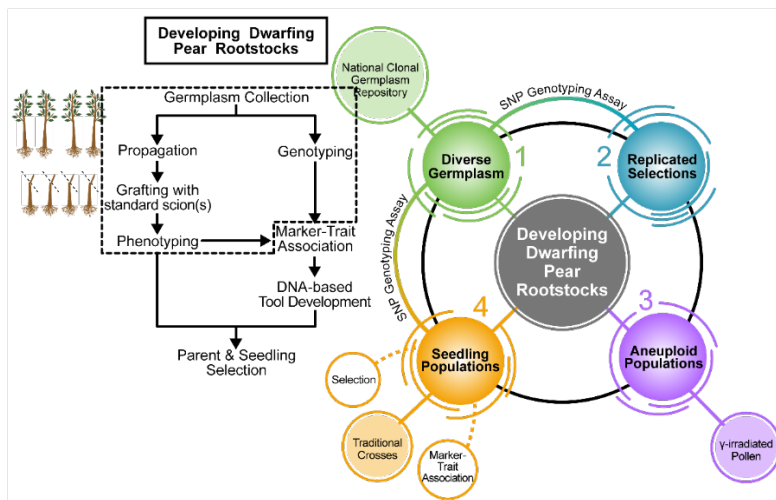 Developing Dwarfing
Pear Rootstocks
Germplasm Collection
Propagation
Genotyping
Grafting with
standard scion(s)
Phenotyping
Marker-Trait
Association
DNA-based
Tool Development
Parent & Seedling
Selection
National Clonal
Germplasm
Repository
SNP Genotyping Assay
Diverse
Germplasm
1
2
Replicated
Selections
SNP Genotyping Assay
Developing
Dwarfing
Pear
Rootstocks
4
3
Seedling
Populations
Aneuploid
Populations
Selection
Traditional
Crosses
Marker-
Trait
Association
γ-irradiated
Pollen